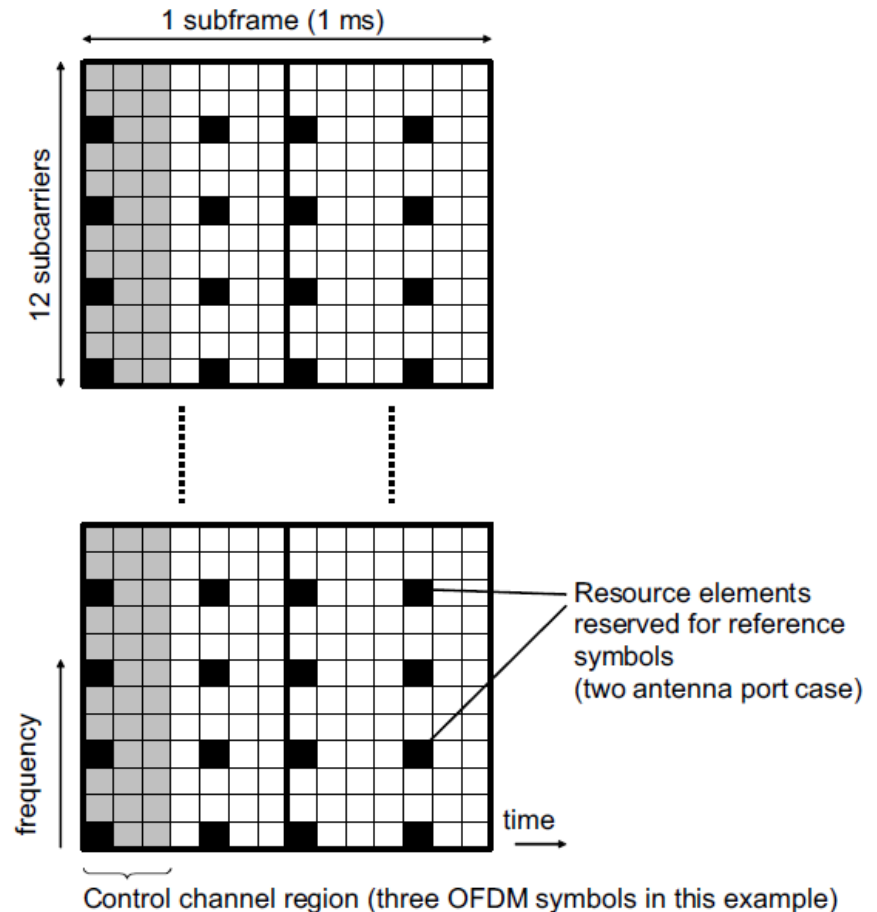 1 subframe (1 ms)
12 subcarriers
Resource elements
reserved for reference
symbols
(two antenna port case)
frequency
time
Control channel region (three OFDM symbols in this example)